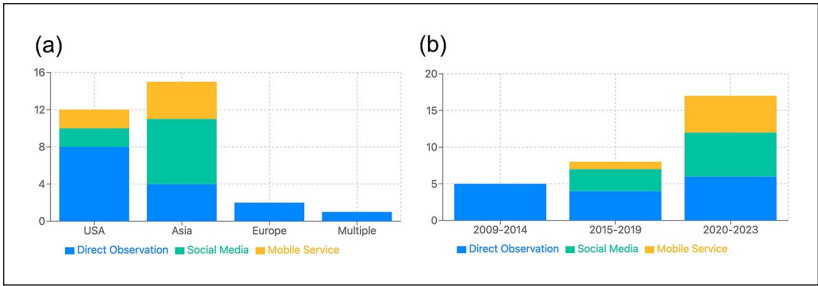 (a)
16
12
8
4
0
USA Asia Europe Multiple
Direct Observation Social Media Mobile Service
(b)
20
15
10
5
0
2009-2014 2015-2019 2020-2023
Direct Observation Social Media Mobile Service